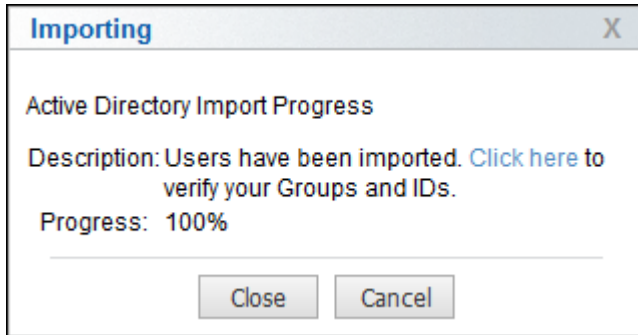 Importing X
Active Directory Import Progress
Description: Users have been imported. Click here to
verify your Groups and IDs.
Progress: 100%
Close Cancel